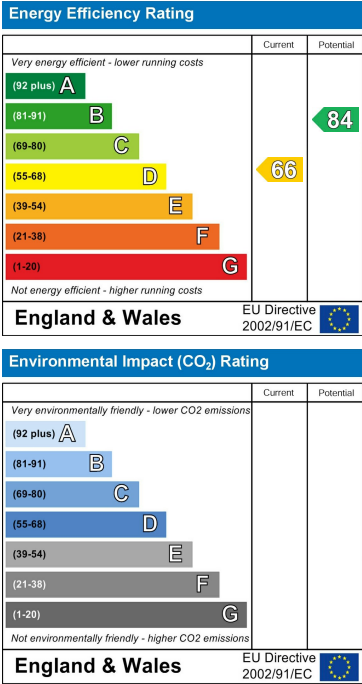 Energy Efficiency Rating
Current Potential
Very energy efficient - lower running costs
(92 plus) A
(81-91) B
84
(69-80) C
(55-68) D
66
(39-54) E
(21-38) F
(1-20) G
Not energy efficient - higher running costs
England & Wales
EU Directive
2002/91/EC
Environmental Impact (CO₂) Rating
Current Potential
Very environmentally friendly - lower CO2 emissions
(92 plus) A
(81-91) B
(69-80) C
(55-68) D
(39-54) E
(21-38) F
(1-20) G
Not environmentally friendly - higher CO2 emissions
England & Wales
EU Directive
2002/91/EC